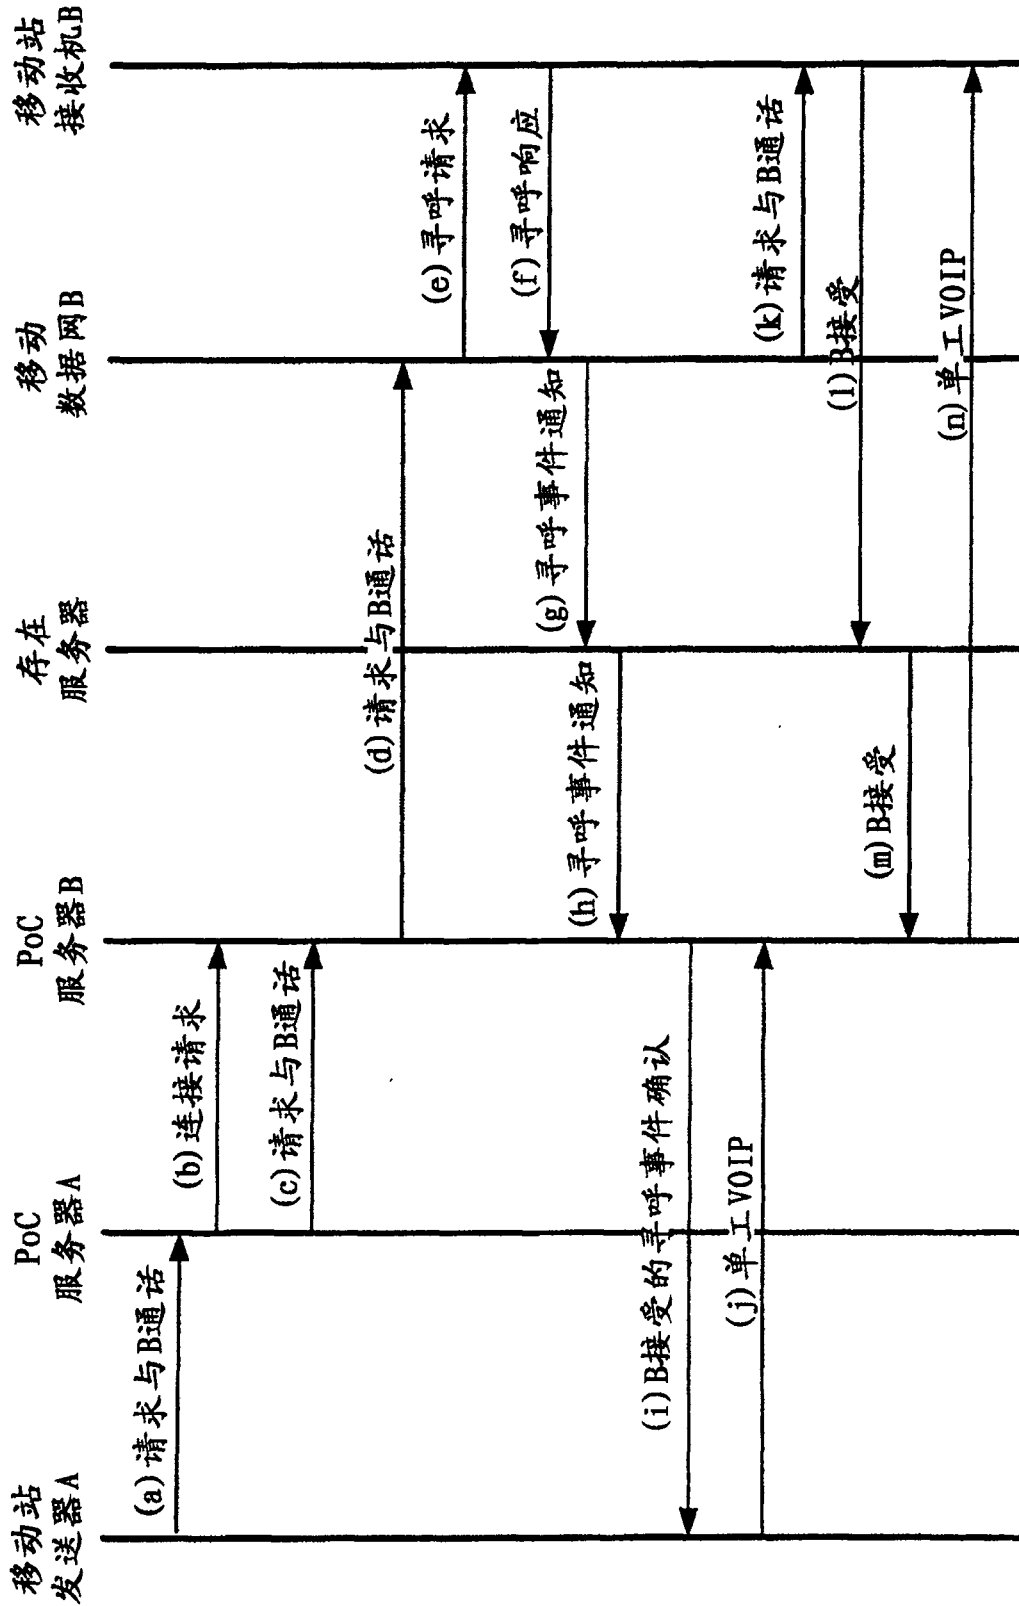 移动站
发送器A
PoC
服务器A
PoC
服务器B
存在
服务器
移动
数据网B
移动站
接收机B
(a)请求与B通话
(b)连接请求
(c)请求与B通话
(d)请求与B通话
(e)寻呼请求
(f)寻呼响应
(g)寻呼事件通知
(h)寻呼事件通知
(i)B接受的寻呼事件确认
(j)单工VOIP
(k)请求与B通话
(l)B接受
(m)B接受
(n)单工VOIP